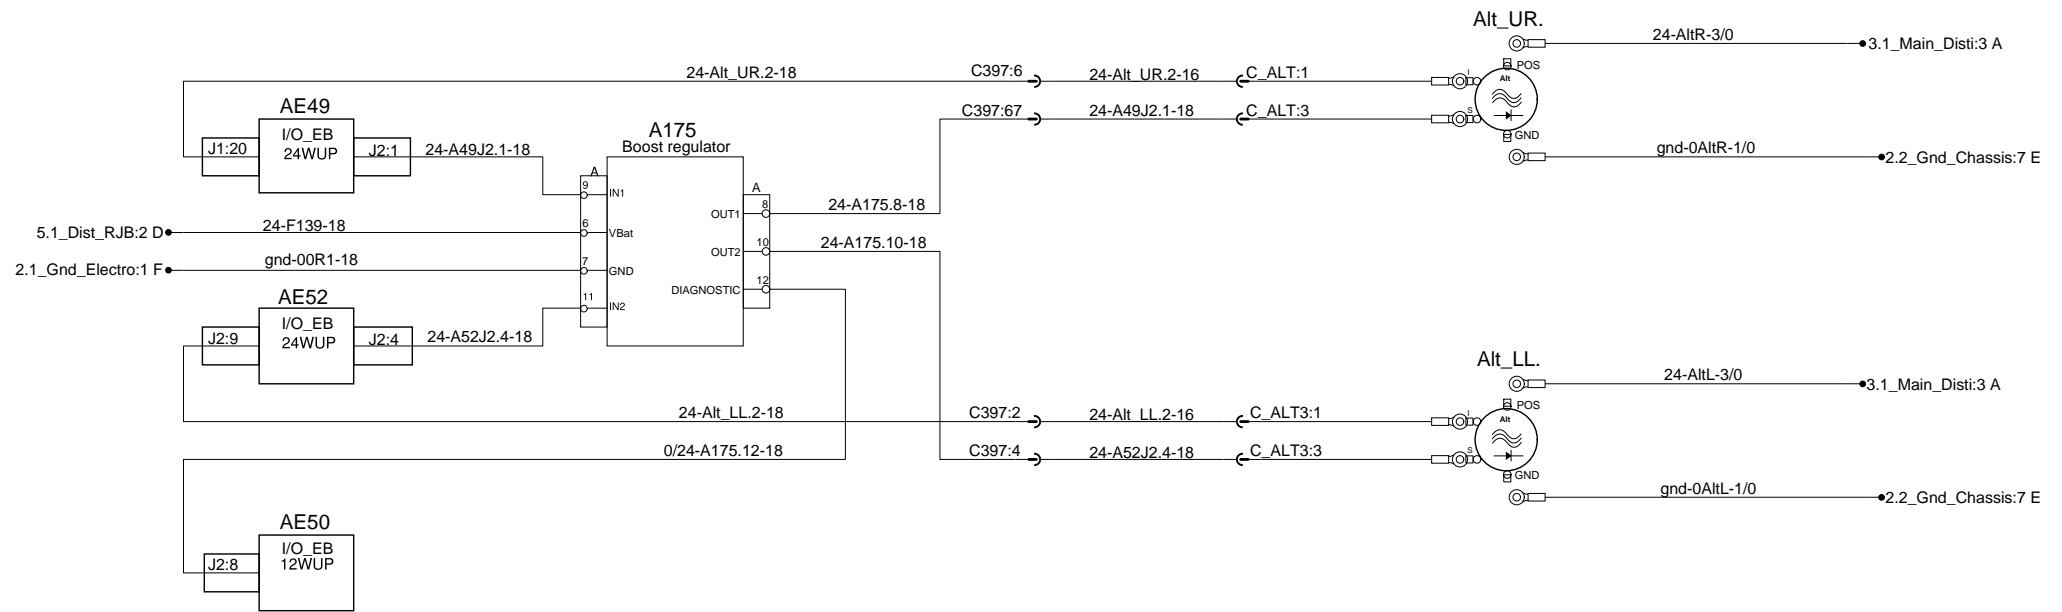 Alt_UR.
24-AltR-3/0
3.1_Main_Disti:3 A
24-Alt_UR.2-18
C397:6
24-Alt_UR.2-16
C_ALT:1
I
POS
Alt
AE49
I/O_EB
24WUP
J1:20
J2:1
24-A49J2.1-18
A175
Boost regulator
C397:67
24-A49J2.1-18
C_ALT:3
S
GND
gnd-0AltR-1/0
2.2_Gnd_Chassis:7 E
A
9
IN1
A
8
OUT1
24-A175.8-18
5.1_Dist_RJB:2 D
24-F139-18
6
VBat
10
OUT2
24-A175.10-18
2.1_Gnd_Electro:1 F
gnd-00R1-18
7
GND
12
DIAGNOSTIC
AE52
I/O_EB
24WUP
J2:9
J2:4
24-A52J2.4-18
11
IN2
Alt_LL.
24-AltL-3/0
3.1_Main_Disti:3 A
24-Alt_LL.2-18
C397:2
24-Alt_LL.2-16
C_ALT3:1
I
POS
Alt
0/24-A175.12-18
C397:4
24-A52J2.4-18
C_ALT3:3
S
GND
gnd-0AltL-1/0
2.2_Gnd_Chassis:7 E
AE50
I/O_EB
12WUP
J2:8